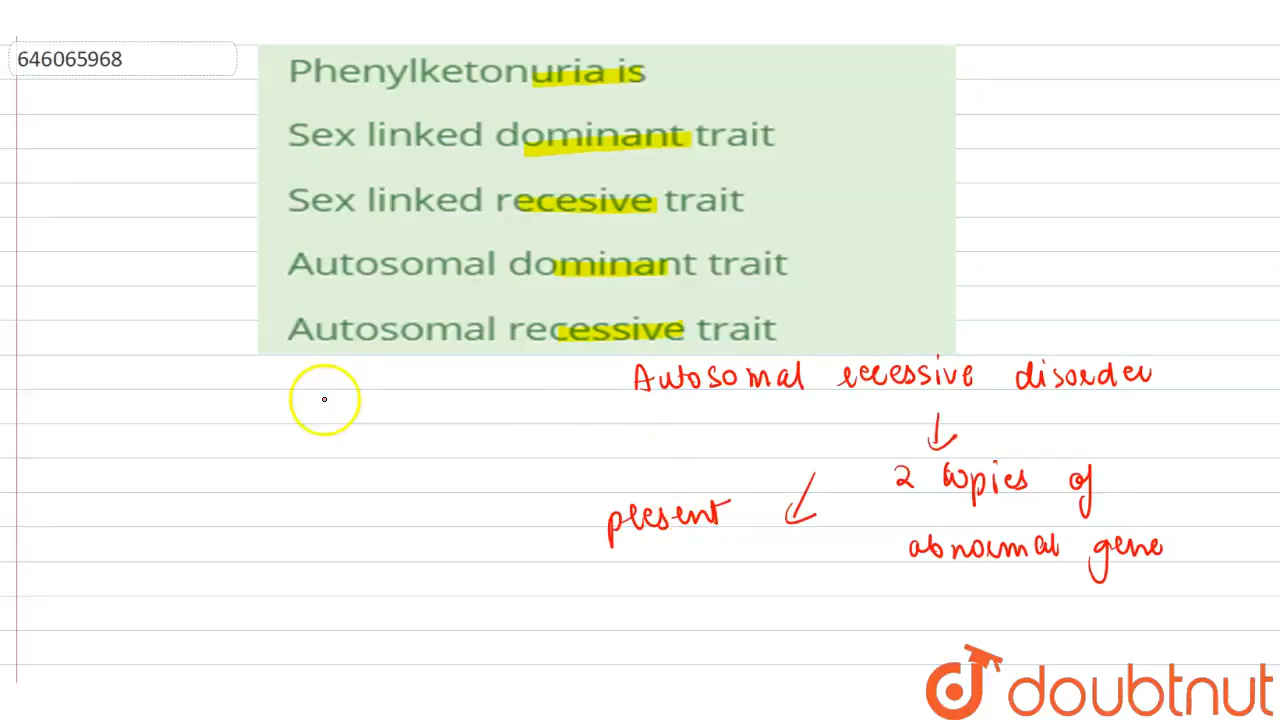 646065968
Phenylketonuria is
Sex linked dominant trait
Sex linked recesive trait
Autosomal dominant trait
Autosomal recessive trait
Autosomal recessive disorder
2 copies of
present
abnormal gene
doubtnut